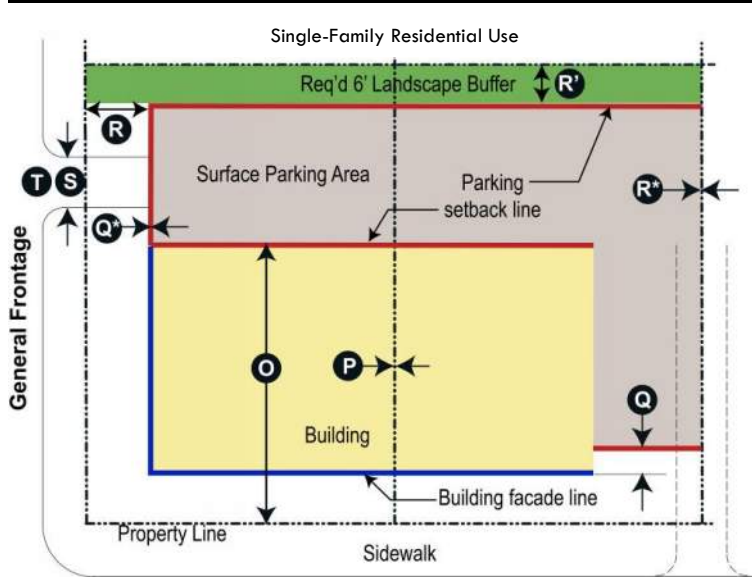 Single-Family Residential Use
Req'd 6' Landscape Buffer
R’
R
Surface Parking Area
Parking
setback line
R*
T S
Q*
General Frontage
O
P
Q
Building
Building facade line
Property Line
Sidewalk